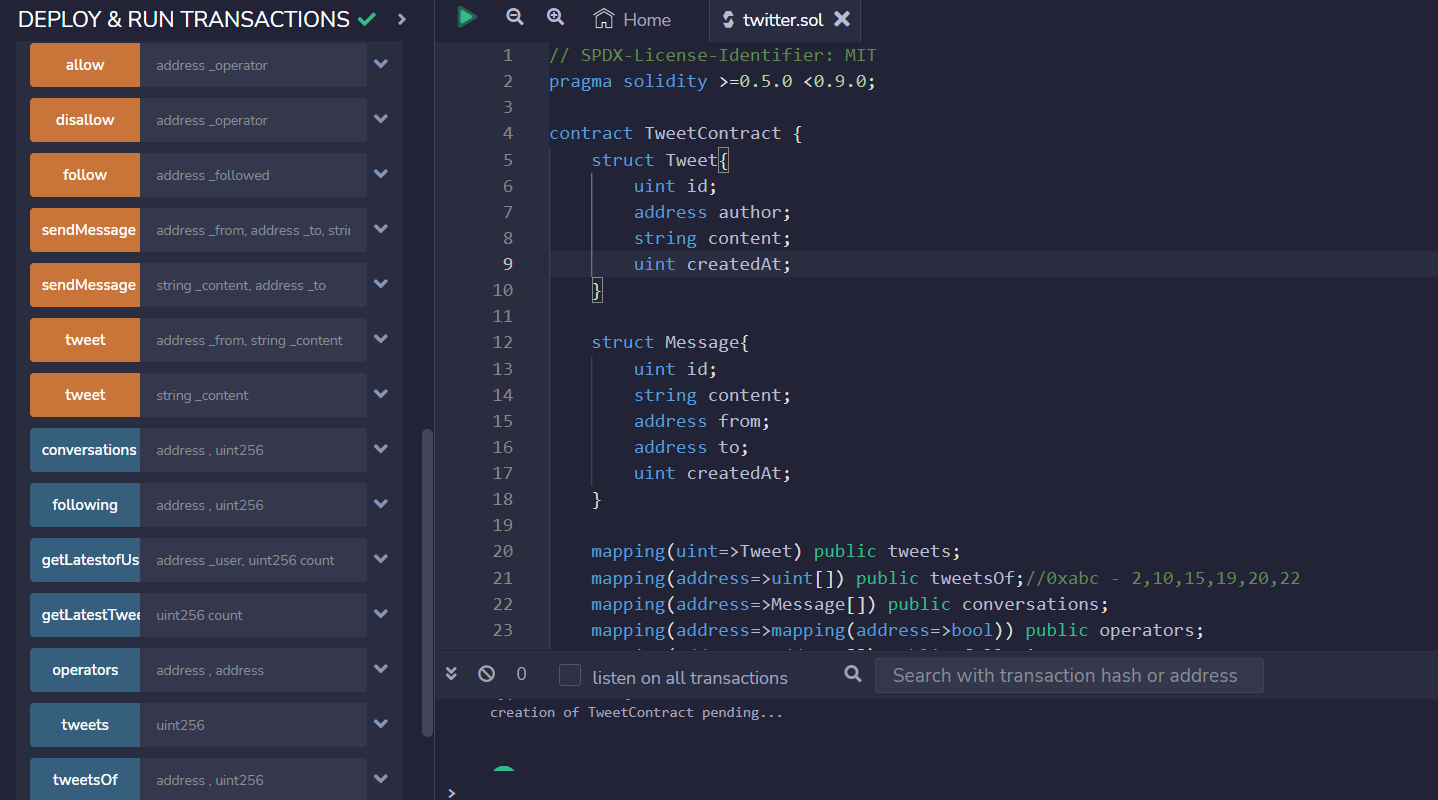 DEPLOY & RUN TRANSACTIONS
allow address _operator
disallow address _operator
follow address _followed
sendMessage address _from, address _to, strin
sendMessage string _content, address _to
tweet address _from, string _content
tweet string _content
conversations address , uint256
following address , uint256
getLatestofUs address _user, uint256 count
getLatestTwee uint256 count
operators address , address
tweets uint256
tweetsOf address , uint256
Home
twitter.sol
1 // SPDX-License-Identifier: MIT
2 pragma solidity >=0.5.0 <0.9.0;
3
4 contract TweetContract {
5 struct Tweet{
6 uint id;
7 address author;
8 string content;
9 uint createdAt;
10 }
11
12 struct Message{
13 uint id;
14 string content;
15 address from;
16 address to;
17 uint createdAt;
18 }
19
20 mapping(uint=>Tweet) public tweets;
21 mapping(address=>uint[]) public tweetsOf;//0xabc - 2,10,15,19,20,22
22 mapping(address=>Message[]) public conversations;
23 mapping(address=>mapping(address=>bool)) public operators;
0 listen on all transactions Search with transaction hash or address
creation of TweetContract pending...
>